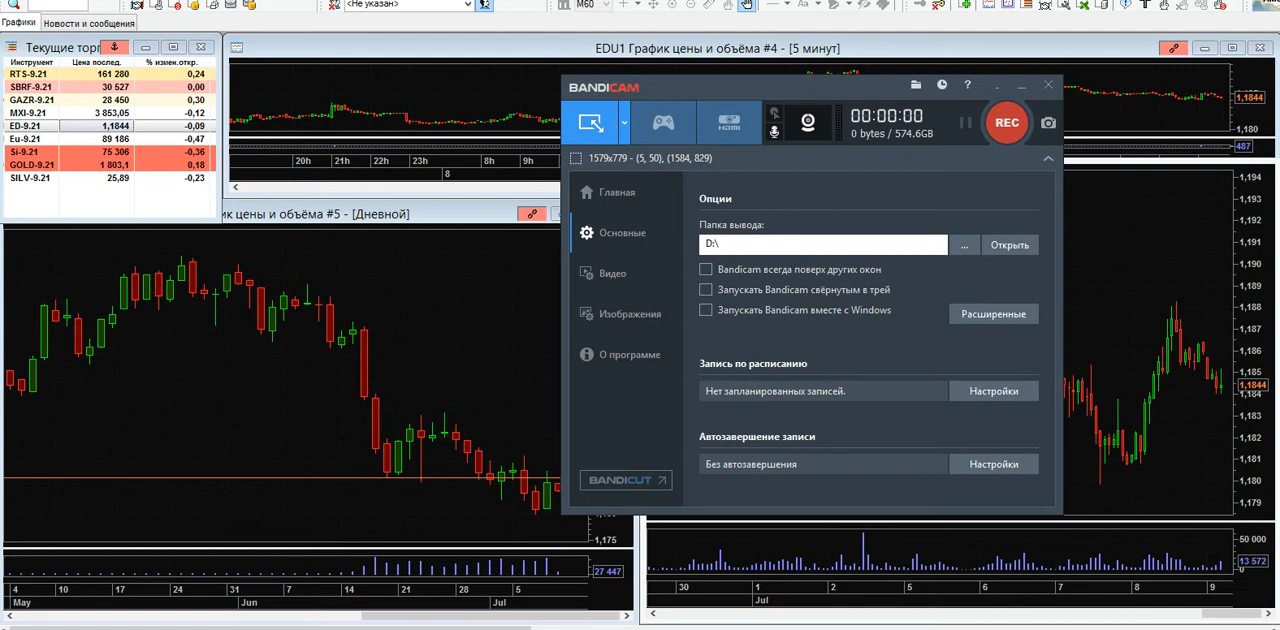 <Не указан>
M60
Aa
Графики
Новости и сообщения
Текущие торг
Инструмент Цена послед. % измен.откр.
RTS-9.21 161 280 0,24
SBRF-9.21 30 527 0,00
GAZR-9.21 28 450 0,30
MXI-9.21 3 853,05 -0,12
ED-9.21 1,1844 -0,09
Eu-9.21 89 186 -0,47
Si-9.21 75 306 -0,36
GOLD-9.21 1 803,1 0,18
SILV-9.21 25,89 -0,23
EDU1 График цены и объёма #4 - [5 минут]
1,1844
1,180
487
20h 21h 22h 23h 8h 9h
8
ик цены и объёма #5 - [Дневной]
1,175
27 447
4 10 17 24 31 7 14 21 28 5
May Jun Jul
BANDICAM
?
HDMI
00:00:00
0 bytes / 574.6GB
REC
1579x779 - (5, 50), (1584, 829)
Главная
Основные
Видео
Изображения
О программе
BANDICUT
Опции
Папка вывода:
D:\
...
Открыть
Bandicam всегда поверх других окон
Запускать Bandicam свёрнутым в трей
Запускать Bandicam вместе с Windows
Расширенные
Запись по расписанию
Нет запланированных записей.
Настройки
Автозавершение записи
Без автозавершения
Настройки
1,194
1,193
1,192
1,191
1,190
1,189
1,188
1,187
1,186
1,185
1,1844
1,184
1,183
1,182
1,181
1,180
1,179
50 000
13 572
0
30 1 2 5 6 7 8 9
Jul